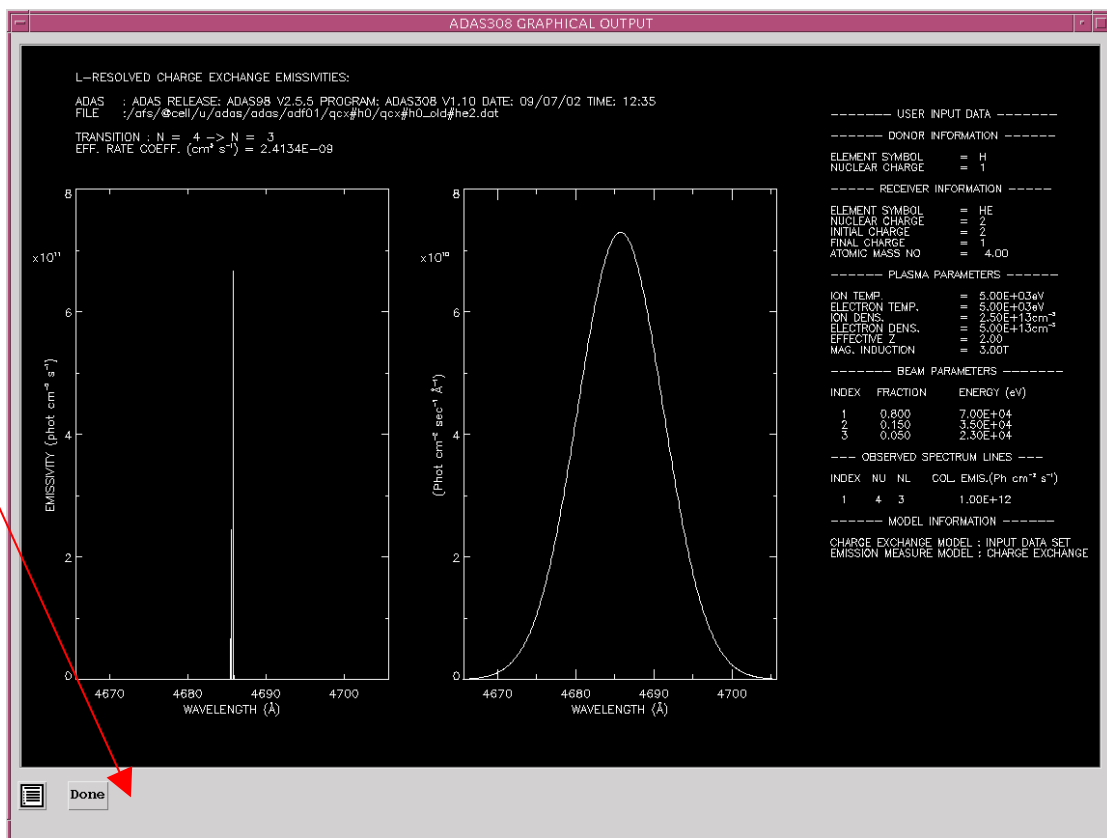 ADAS308 GRAPHICAL OUTPUT
L-RESOLVED CHARGE EXCHANGE EMISSIVITIES:
ADAS : ADAS RELEASE: ADAS98 V2.5.5 PROGRAM: ADAS308 V1.10 DATE: 09/07/02 TIME: 12:35
FILE :/afs/@cell/u/adas/adas/adf01/qcx#h0/qcx#h0_old#he2.dat
TRANSITION : N = 4 -> N = 3
EFF. RATE COEFF. (cm³ s⁻¹) = 2.4134E-09
8
x10¹¹
6
4
2
0
EMISSIVITY (phot cm⁻² s⁻¹)
4670 4680 4690 4700
WAVELENGTH (Å)
8
x10¹⁰
6
4
2
0
(Phot cm⁻² sec⁻¹ Å⁻¹)
4670 4680 4690 4700
WAVELENGTH (Å)
------- USER INPUT DATA -------
------ DONOR INFORMATION ------
ELEMENT SYMBOL = H
NUCLEAR CHARGE = 1
----- RECEIVER INFORMATION -----
ELEMENT SYMBOL = HE
NUCLEAR CHARGE = 2
INITIAL CHARGE = 2
FINAL CHARGE = 1
ATOMIC MASS NO = 4.00
------ PLASMA PARAMETERS ------
ION TEMP. = 5.00E+03eV
ELECTRON TEMP. = 5.00E+03eV
ION DENS. = 2.50E+13cm⁻³
ELECTRON DENS. = 5.00E+13cm⁻³
EFFECTIVE Z = 2.00
MAG. INDUCTION = 3.00T
------- BEAM PARAMETERS -------
INDEX FRACTION ENERGY (eV)
1 0.800 7.00E+04
2 0.150 3.50E+04
3 0.050 2.30E+04
--- OBSERVED SPECTRUM LINES ---
INDEX NU NL COL. EMIS.(Ph cm⁻² s⁻¹)
1 4 3 1.00E+12
------ MODEL INFORMATION ------
CHARGE EXCHANGE MODEL : INPUT DATA SET
EMISSION MEASURE MODEL : CHARGE EXCHANGE
Done